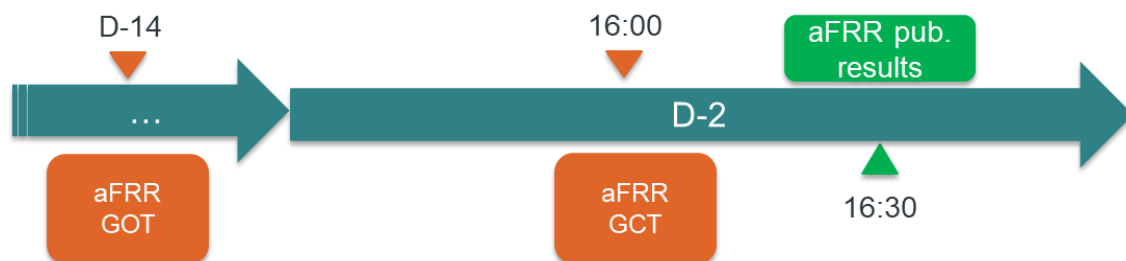 D-14
16:00
aFRR pub.
results
...
D-2
aFRR
GOT
aFRR
GCT
16:30